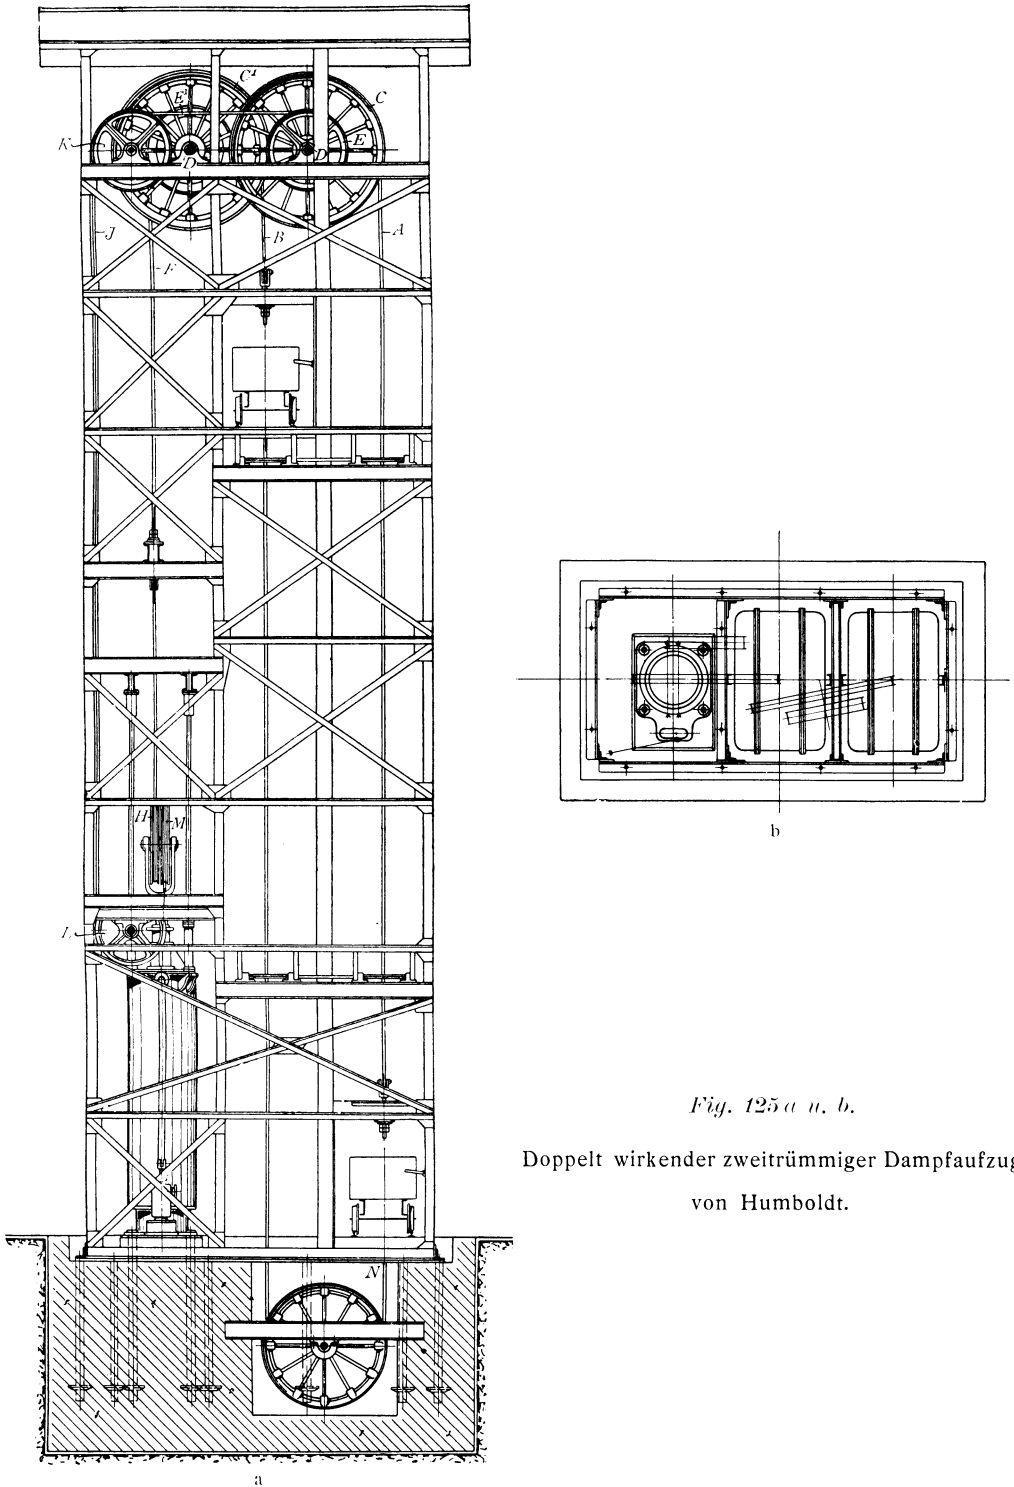 C¹
E¹
C
K
E
D
D
J
B
A
F
H
M
L
N
a
b
Fig. 125 a u. b.
Doppelt wirkender zweitrümmiger Dampfaufzug
von Humboldt.